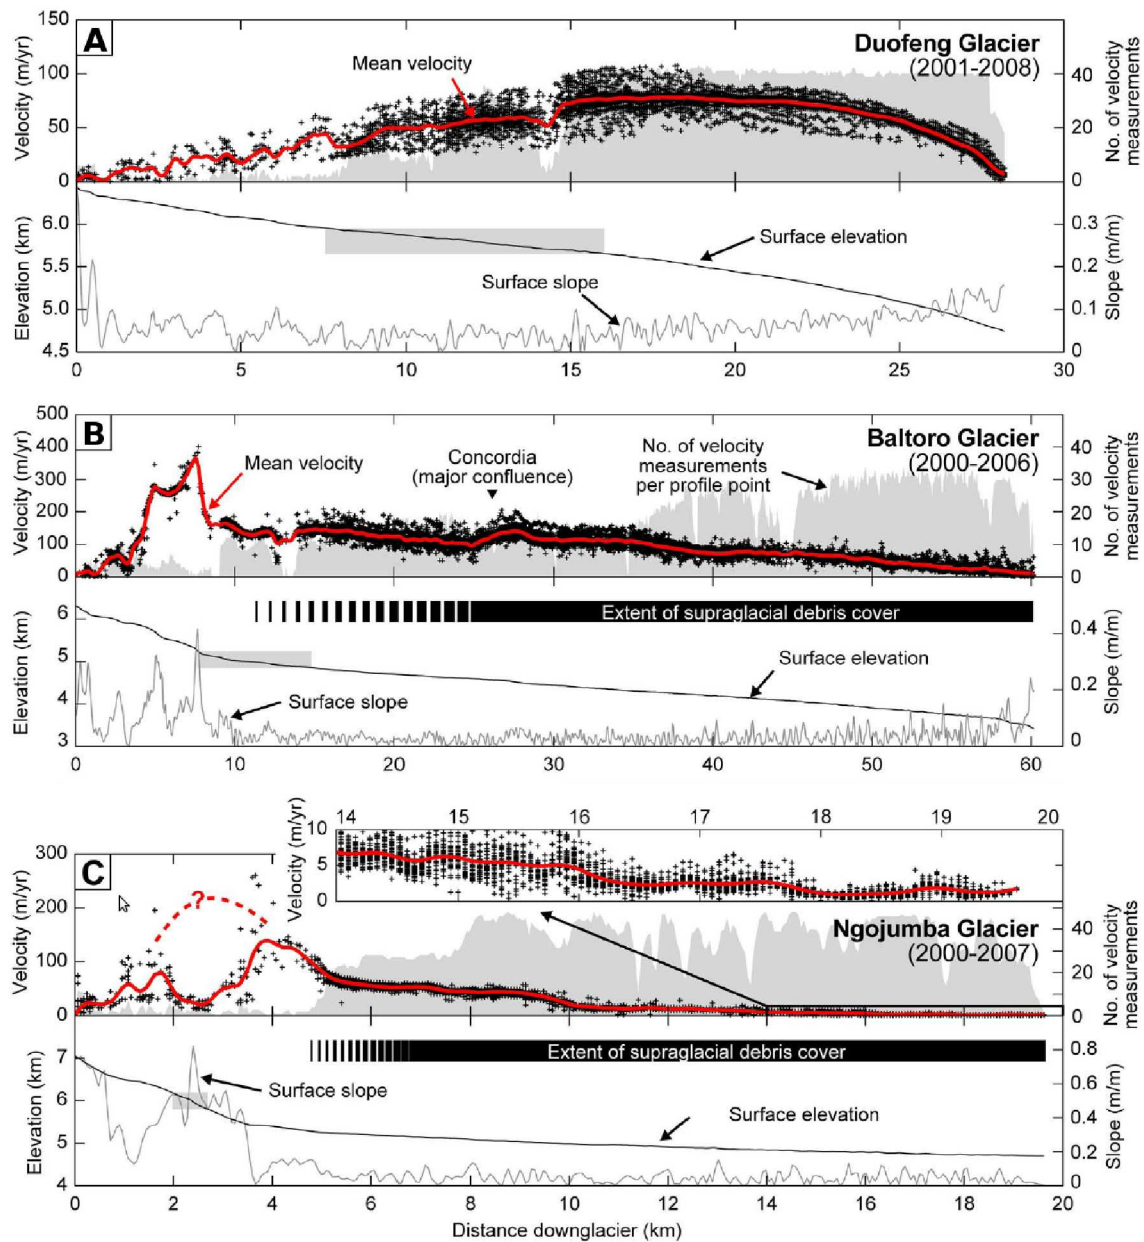 A
Duofeng Glacier
(2001-2008)
Mean velocity
Velocity (m/yr)
150
100
50
0
No. of velocity
measurements
40
20
0
Elevation (km)
6.0
5.5
5.0
4.5
Surface elevation
Surface slope
Slope (m/m)
0.3
0.2
0.1
0
0 5 10 15 20 25 30
B
Baltoro Glacier
(2000-2006)
Mean velocity
Concordia
(major confluence)
No. of velocity
measurements
per profile point
Velocity (m/yr)
500
400
300
200
100
0
No. of velocity
measurements
40
30
20
10
0
Extent of supraglacial debris cover
Elevation (km)
6
5
4
3
Surface elevation
Surface slope
Slope (m/m)
0.4
0.2
0
0 10 20 30 40 50 60
14 15 16 17 18 19 20
Velocity (m/yr)
10
5
0
C
?
Ngojumba Glacier
(2000-2007)
Velocity (m/yr)
300
200
100
0
No. of velocity
measurements
40
20
0
Extent of supraglacial debris cover
Elevation (km)
7
6
5
4
Surface slope
Surface elevation
Slope (m/m)
0.8
0.6
0.4
0.2
0
0 2 4 6 8 10 12 14 16 18 20
Distance downglacier (km)